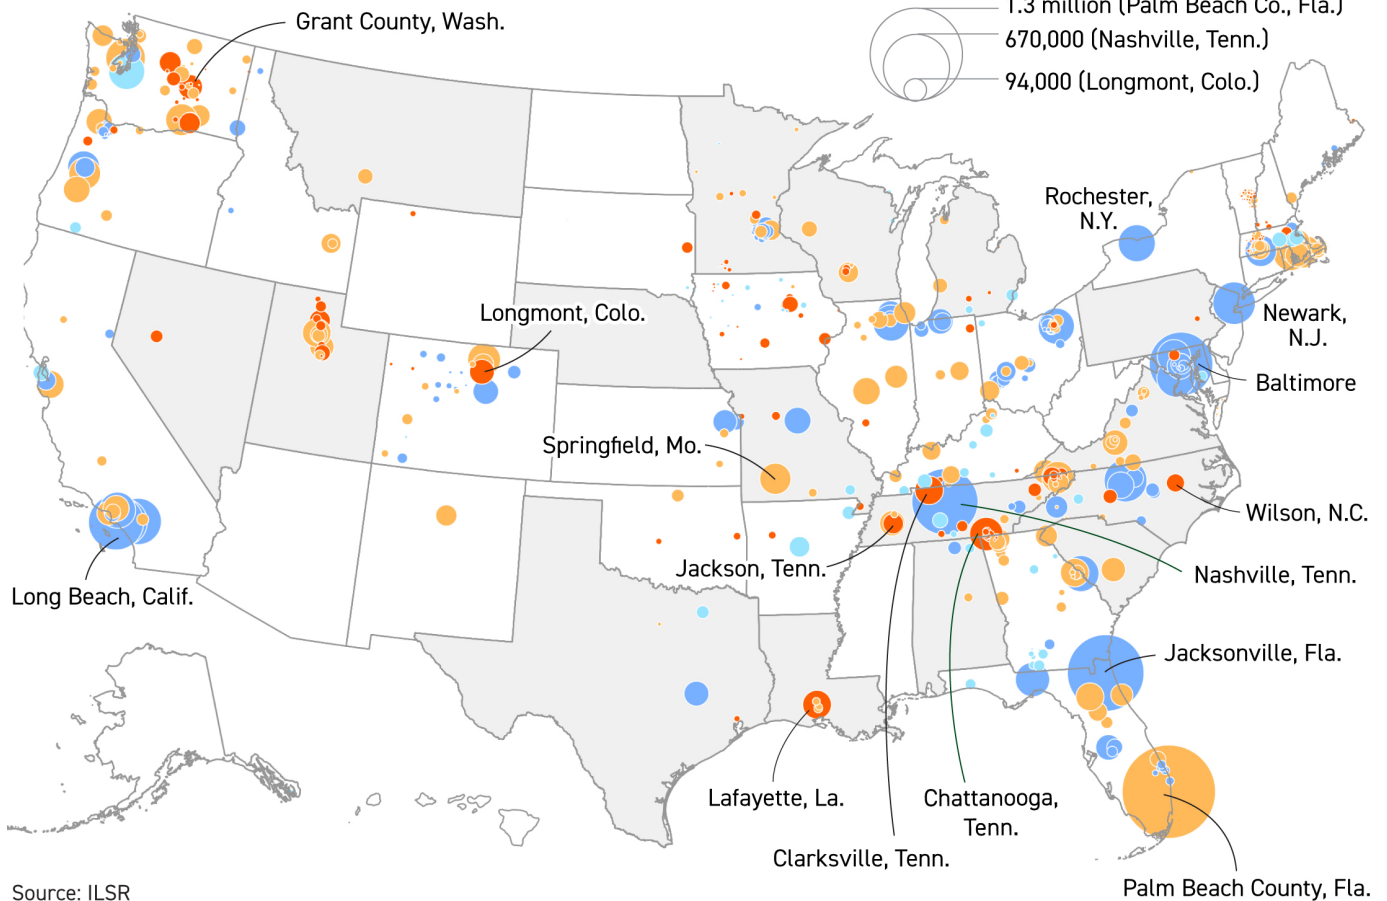 1.3 million (Palm Beach Co., Fla.)
Grant County, Wash.
670,000 (Nashville, Tenn.)
94,000 (Longmont, Colo.)
Rochester,
N.Y.
Longmont, Colo.
Newark,
N.J.
Baltimore
Springfield, Mo.
Wilson, N.C.
Jackson, Tenn.
Nashville, Tenn.
Long Beach, Calif.
Jacksonville, Fla.
Lafayette, La.
Chattanooga,
Tenn.
Clarksville, Tenn.
Palm Beach County, Fla.
Source: ILSR